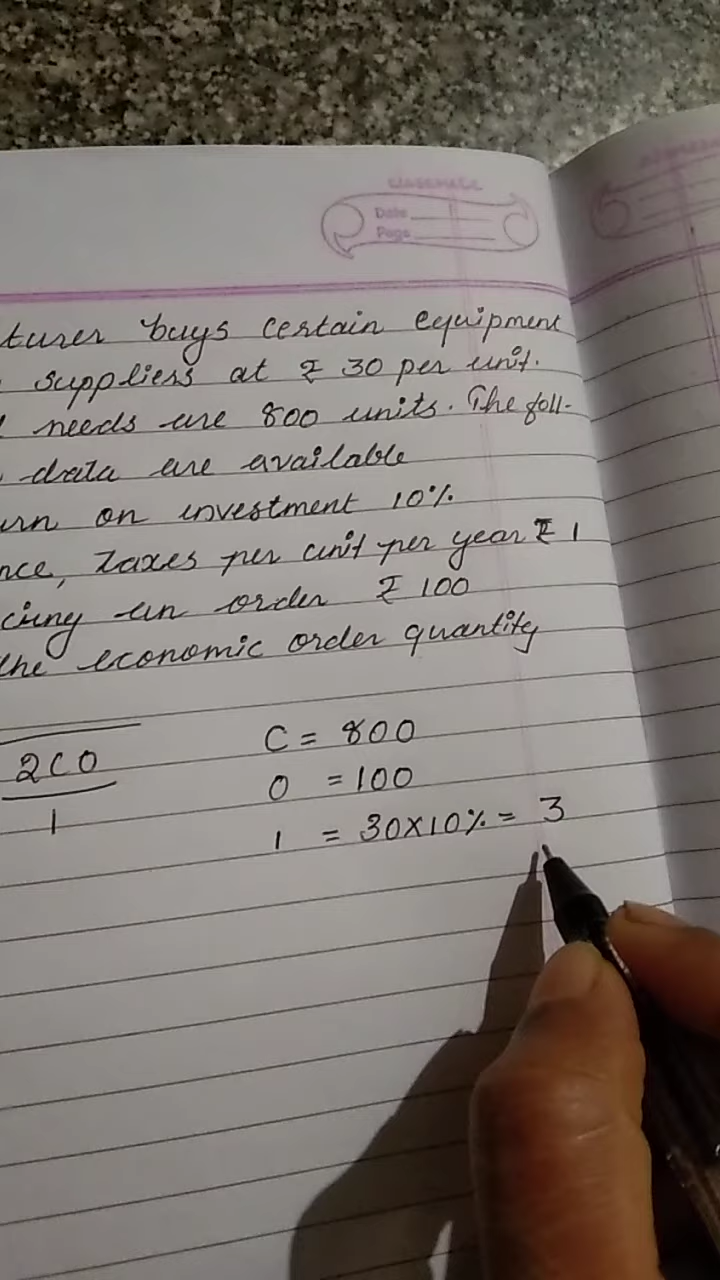 classmate
Date
Page
turer buys certain equipment
suppliers at ₹ 30 per unit.
needs are 800 units. The foll-
data are available
urn on investment 10%
nce, Taxes per unit per year ₹ 1
cing an order ₹ 100
the economic order quantity
2CO
I
C = 800
O = 100
I = 30×10% = 3